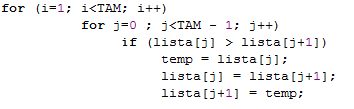 for (i=1; i<TAM; i++)
for j=0 ; j<TAM - 1; j++)
if (lista[j] > lista[j+1])
temp = lista[j];
lista[j] = lista[j+1];
lista[j+1] = temp;